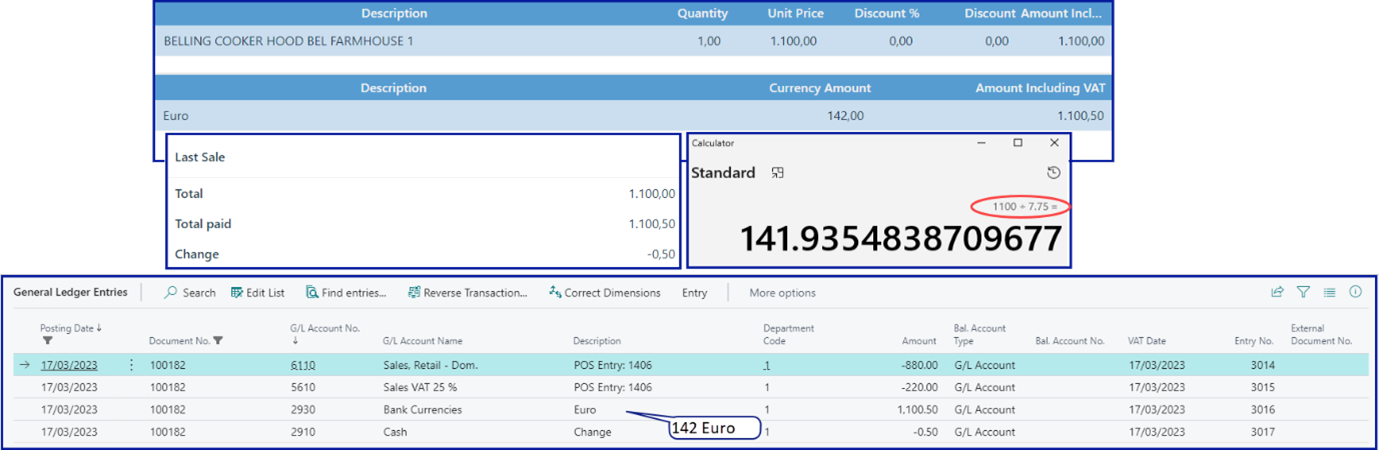 Description Quantity Unit Price Discount % Discount Amount Incl...
BELLING COOKER HOOD BEL FARMHOUSE 1 1,00 1.100,00 0,00 0,00 1.100,00
Description Currency Amount Amount Including VAT
Euro 142,00 1.100,50
Last Sale
Total 1.100,00
Total paid 1.100,50
Change -0,50
Calculator
Standard
1100 ÷ 7.75 =
141.9354838709677
General Ledger Entries Search Edit List Find entries... Reverse Transaction... Correct Dimensions Entry More options
Posting Date ↓ Document No. G/L Account No. ↓ G/L Account Name Description Department Code Amount Bal. Account Type Bal. Account No. VAT Date Entry No. External Document No.
→ 17/03/2023 100182 6110 Sales, Retail - Dom. POS Entry: 1406 1 -880.00 G/L Account 17/03/2023 3014
17/03/2023 100182 5610 Sales VAT 25 % POS Entry: 1406 1 -220.00 G/L Account 17/03/2023 3015
17/03/2023 100182 2930 Bank Currencies Euro 1 1,100.50 G/L Account 17/03/2023 3016
142 Euro
17/03/2023 100182 2910 Cash Change 1 -0.50 G/L Account 17/03/2023 3017